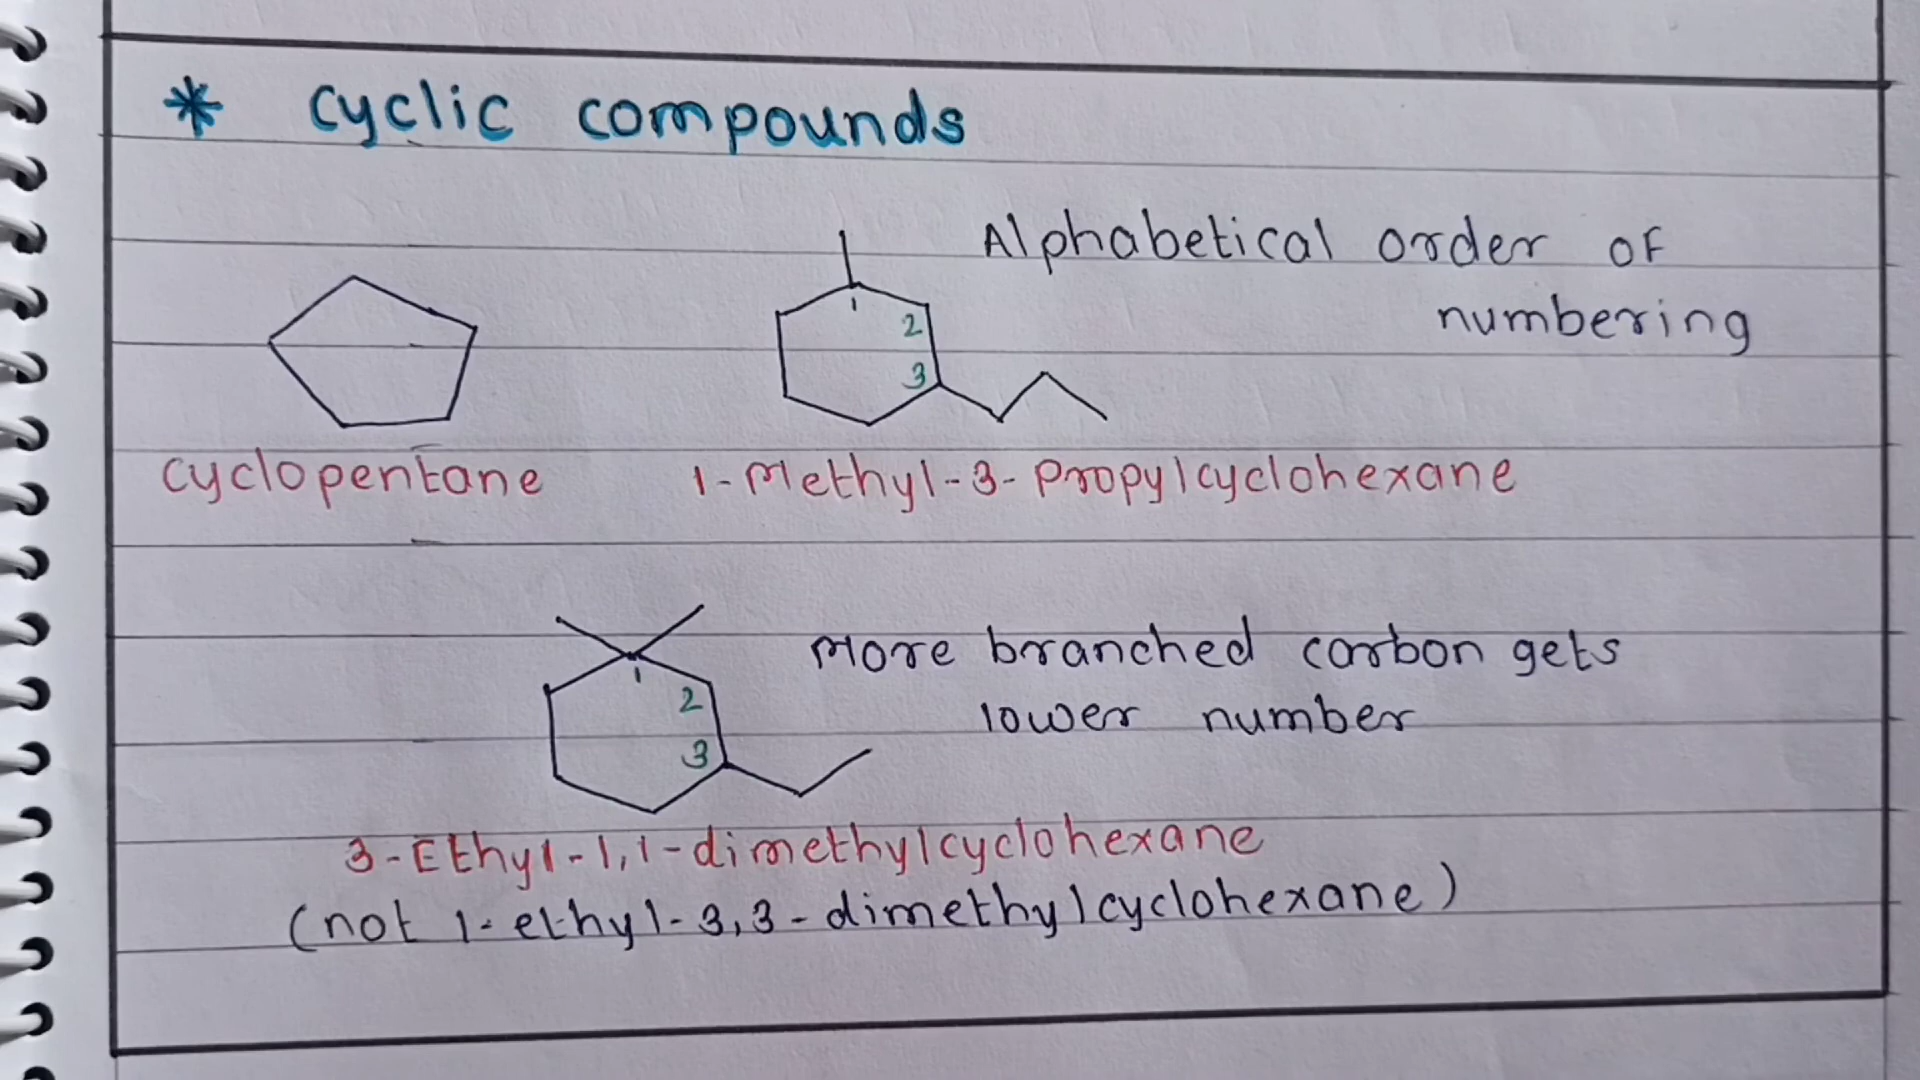 * cyclic compounds
Alphabetical order of
numbering
1
2
3
cyclopentane
1-Methyl-3-Propylcyclohexane
More branched carbon gets
lower number
1
2
3
3-Ethyl-1,1-dimethylcyclohexane
(not 1-ethyl-3,3-dimethylcyclohexane)